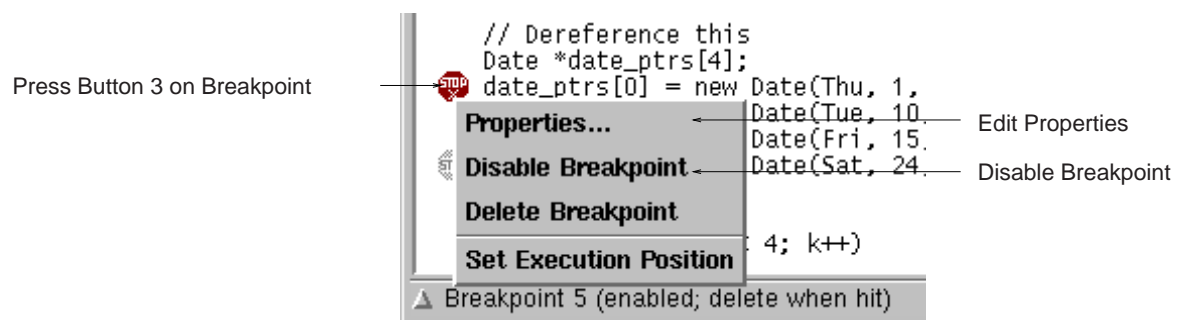 // Dereference this
Date *date_ptrs[4];
Press Button 3 on Breakpoint
STOP date_ptrs[0] = new Date(Thu, 1,
Properties... Date(Tue, 10,
Edit Properties
Date(Fri, 15,
ST Disable Breakpoint Date(Sat, 24,
Disable Breakpoint
Delete Breakpoint
4; k++)
Set Execution Position
Breakpoint 5 (enabled; delete when hit)